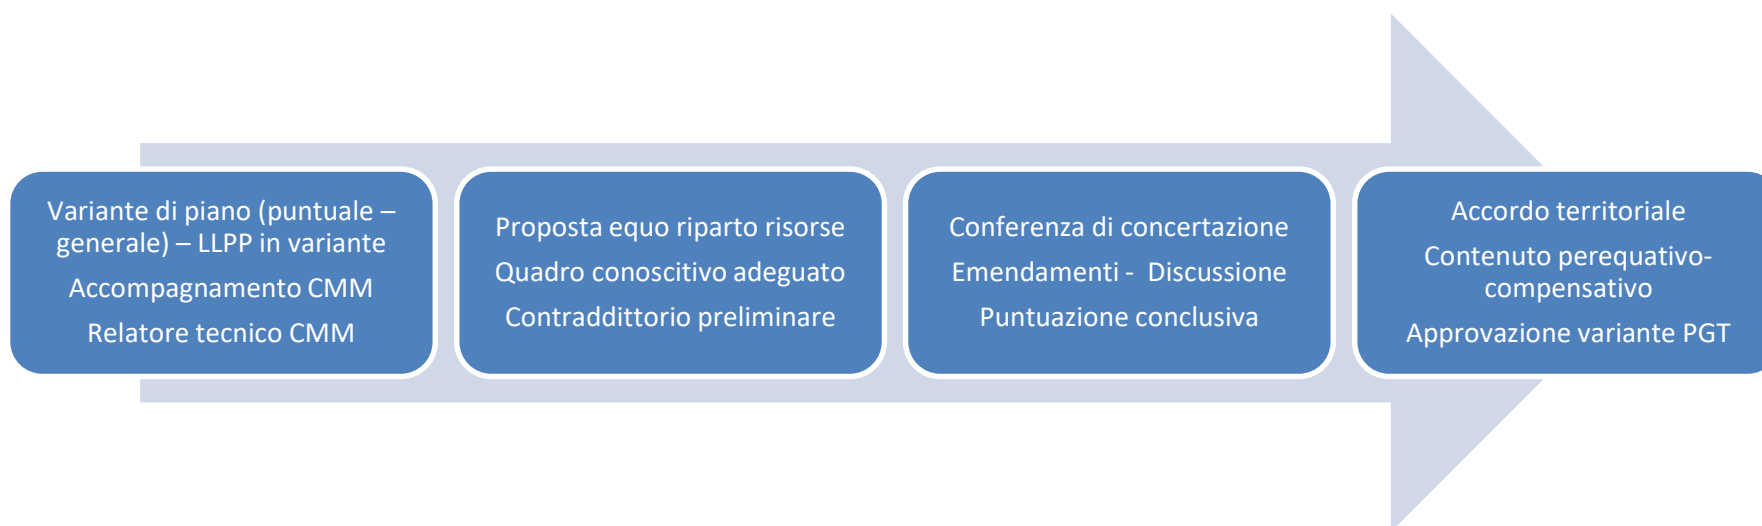 Variante di piano (puntuale –
generale) – LLPP in variante
Accompagnamento CMM
Relatore tecnico CMM
Proposta equo riparto risorse
Quadro conoscitivo adeguato
Contraddittorio preliminare
Conferenza di concertazione
Emendamenti - Discussione
Puntuazione conclusiva
Accordo territoriale
Contenuto perequativo-
compensativo
Approvazione variante PGT